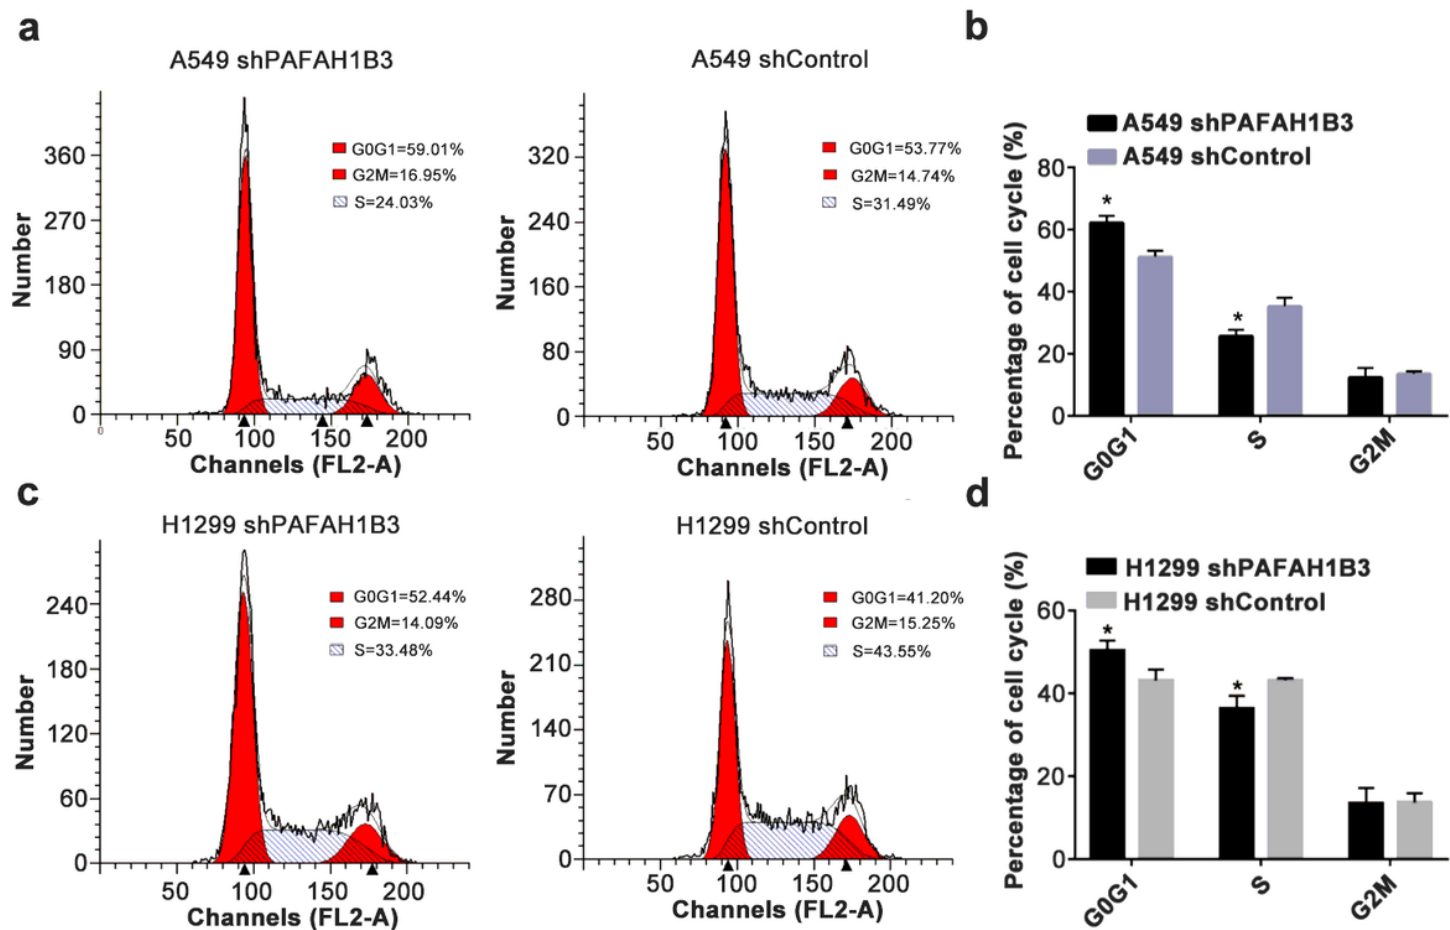 a
A549 shPAFAH1B3
Number
360
270
180
90
0
0
50
100
150
200
Channels (FL2-A)
G0G1=59.01%
G2M=16.95%
S=24.03%
A549 shControl
Number
320
240
160
80
0
50
100
150
200
Channels (FL2-A)
G0G1=53.77%
G2M=14.74%
S=31.49%
b
A549 shPAFAH1B3
A549 shControl
Percentage of cell cycle (%)
80
60
40
20
0
*
*
G0G1
S
G2M
c
H1299 shPAFAH1B3
Number
240
180
120
60
0
50
100
150
200
Channels (FL2-A)
G0G1=52.44%
G2M=14.09%
S=33.48%
H1299 shControl
Number
280
210
140
70
0
50
100
150
200
Channels (FL2-A)
G0G1=41.20%
G2M=15.25%
S=43.55%
d
H1299 shPAFAH1B3
H1299 shControl
Percentage of cell cycle (%)
60
40
20
0
*
*
G0G1
S
G2M